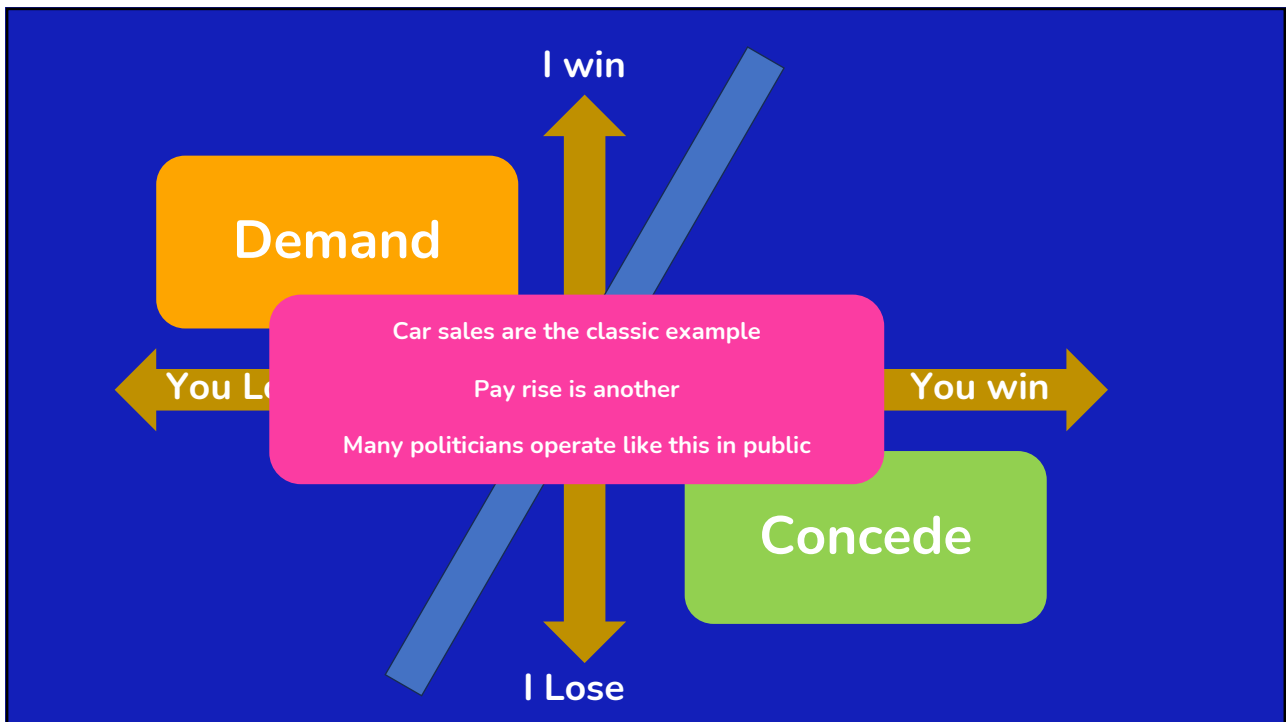 I win
Demand
Car sales are the classic example
You L
Pay rise is another
You win
Many politicians operate like this in public
Concede
I Lose